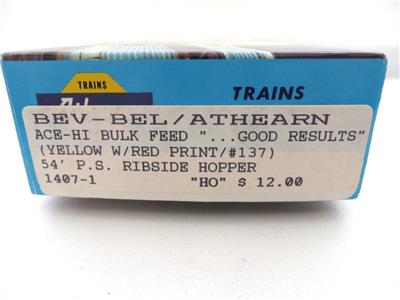 TRAINS
TRAINS
BEV-BEL/ATHEARN
ACE-HI BULK FEED "...GOOD RESULTS"
(YELLOW W/RED PRINT/#137)
54' P.S. RIBSIDE HOPPER
1407-1 "HO" $ 12.00